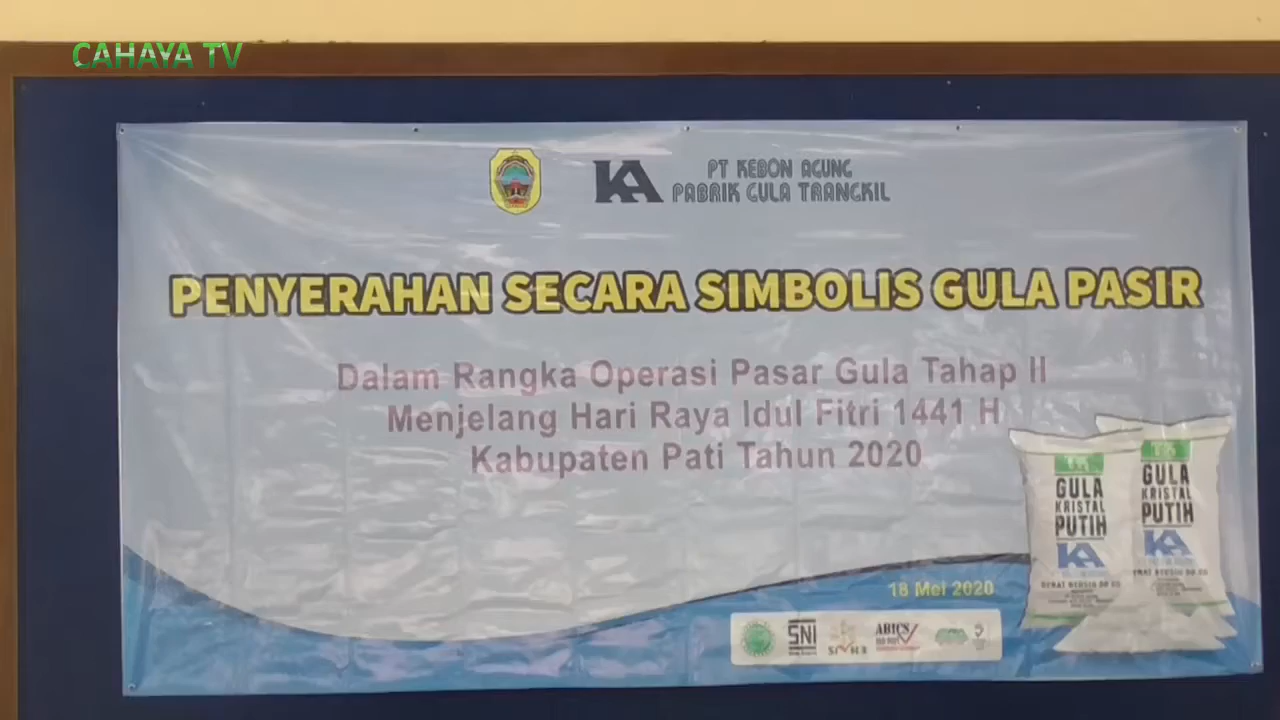 CAHAYA TV
KA
PT KEBON AGUNG
PABRIK GULA TRANGKIL
PENYERAHAN SECARA SIMBOLIS GULA PASIR
Dalam Rangka Operasi Pasar Gula Tahap II
Menjelang Hari Raya Idul Fitri 1441 H
Kabupaten Pati Tahun 2020
GULA
KRISTAL
PUTIH
KA
GULA
KRISTAL
PUTIH
KA
18 Mei 2020
SNI
ABICS